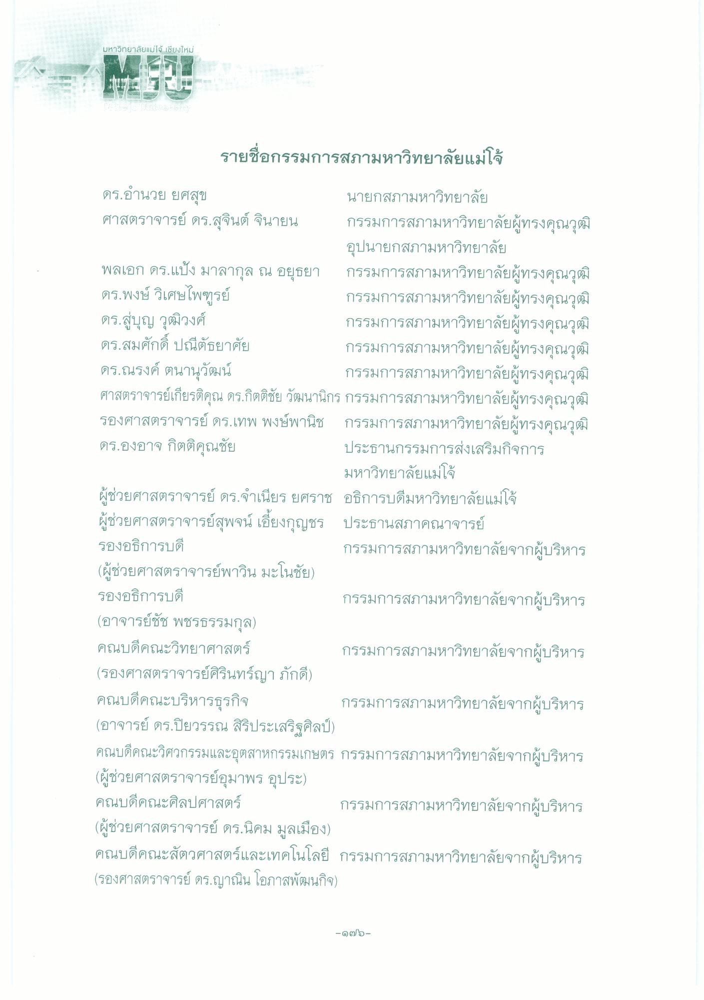 มหาวิทยาลัยแม่โจ้ เชียงใหม่
MJU
Maejo University
รายชื่อกรรมการสภามหาวิทยาลัยแม่โจ้
ดร.อำนวย ยศสุข นายกสภามหาวิทยาลัย
ศาสตราจารย์ ดร.สุจินต์ จินายน กรรมการสภามหาวิทยาลัยผู้ทรงคุณวุฒิ
อุปนายกสภามหาวิทยาลัย
พลเอก ดร.แป้ง มาลากุล ณ อยุธยา กรรมการสภามหาวิทยาลัยผู้ทรงคุณวุฒิ
ดร.พงษ์ วิเศษไพฑูรย์ กรรมการสภามหาวิทยาลัยผู้ทรงคุณวุฒิ
ดร.สู่บุญ วุฒิวงศ์ กรรมการสภามหาวิทยาลัยผู้ทรงคุณวุฒิ
ดร.สมศักดิ์ ปณีตัธยาศัย กรรมการสภามหาวิทยาลัยผู้ทรงคุณวุฒิ
ดร.ณรงค์ ตนานุวัฒน์ กรรมการสภามหาวิทยาลัยผู้ทรงคุณวุฒิ
ศาสตราจารย์เกียรติคุณ ดร.กิตติชัย วัฒนานิกร กรรมการสภามหาวิทยาลัยผู้ทรงคุณวุฒิ
รองศาสตราจารย์ ดร.เทพ พงษ์พานิช กรรมการสภามหาวิทยาลัยผู้ทรงคุณวุฒิ
ดร.องอาจ กิตติคุณชัย ประธานกรรมการส่งเสริมกิจการ
มหาวิทยาลัยแม่โจ้
ผู้ช่วยศาสตราจารย์ ดร.จำเนียร ยศราช อธิการบดีมหาวิทยาลัยแม่โจ้
ผู้ช่วยศาสตราจารย์สุพจน์ เอี้ยงกุญชร ประธานสภาคณาจารย์
รองอธิการบดี กรรมการสภามหาวิทยาลัยจากผู้บริหาร
(ผู้ช่วยศาสตราจารย์พาวิน มะโนชัย)
รองอธิการบดี กรรมการสภามหาวิทยาลัยจากผู้บริหาร
(อาจารย์ชัช พชรธรรมกุล)
คณบดีคณะวิทยาศาสตร์ กรรมการสภามหาวิทยาลัยจากผู้บริหาร
(รองศาสตราจารย์ศิรินทร์ญา ภักดี)
คณบดีคณะบริหารธุรกิจ กรรมการสภามหาวิทยาลัยจากผู้บริหาร
(อาจารย์ ดร.ปิยวรรณ สิริประเสริฐศิลป์)
คณบดีคณะวิศวกรรมและอุตสาหกรรมเกษตร กรรมการสภามหาวิทยาลัยจากผู้บริหาร
(ผู้ช่วยศาสตราจารย์อุมาพร อุประ)
คณบดีคณะศิลปศาสตร์ กรรมการสภามหาวิทยาลัยจากผู้บริหาร
(ผู้ช่วยศาสตราจารย์ ดร.นิคม มูลเมือง)
คณบดีคณะสัตวศาสตร์และเทคโนโลยี กรรมการสภามหาวิทยาลัยจากผู้บริหาร
(รองศาสตราจารย์ ดร.ญาณิน โอภาสพัฒนกิจ)
-๑๗๖-